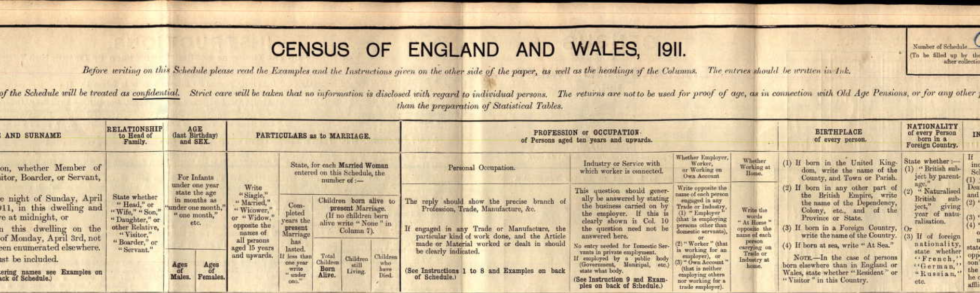 CENSUS OF ENGLAND AND WALES, 1911.
Number of Schedule
(To be filled up by the
after collection
Before writing on this Schedule please read the Examples and the Instructions given on the other side of the paper, as well as the headings of the Columns. The entries should be written in Ink.
of the Schedule will be treated as confidential. Strict care will be taken that no information is disclosed with regard to individual persons. The returns are not to be used for proof of age, as in connection with Old Age Pensions, or for any other
than the preparation of Statistical Tables.
AND SURNAME
on, whether Member of
itor, Boarder, or Servant,
e night of Sunday, April
911, in this dwelling and
ve at midnight, or
n this dwelling on the
of Monday, April 3rd, not
been enumerated elsewhere.
ust be included.
tering names see Examples on
back of Schedule.)
RELATIONSHIP
to Head of
Family.
State whether
"Head," or
"Wife," "Son,"
"Daughter," or
other Relative,
"Visitor,"
"Boarder," or
"Servant."
AGE
(last Birthday)
and SEX.
For Infants
under one year
state the age
in months as
"under one month,"
"one month,"
etc.
Ages
of
Males.
Ages
of
Females.
PARTICULARS as to MARRIAGE.
Write
"Single,"
"Married,"
"Widower,"
or "Widow,"
opposite the
names of
all persons
aged 15 years
and upwards.
State, for each Married Woman
entered on this Schedule, the
number of :—
Com-
pleted
years the
present
Marriage
has
lasted.
If less
than one
year
write
"under
one."
Children born alive to
present Marriage.
(If no children born
alive write "None" in
Column 7).
Total
Children
Born
Alive.
Children
still
Living.
Children
who
have
Died.
PROFESSION or OCCUPATION
of Persons aged ten years and upwards.
Personal Occupation.
The reply should show the precise branch of
Profession, Trade, Manufacture, &c.
If engaged in any Trade or Manufacture, the
particular kind of work done, and the Article
made or Material worked or dealt in should
be clearly indicated.
(See Instructions 1 to 8 and Examples on back
of Schedule.)
Industry or Service with
which worker is connected.
This question should gener-
ally be answered by stating
the business carried on by
the employer. If this is
clearly shown in Col. 10
the question need not be
answered here.
No entry needed for Domestic Ser-
vants in private employment.
If employed by a public body
(Government, Municipal, etc.)
state what body.
(See Instruction 9 and Exam-
ples on back of Schedule.)
Whether Employer,
Worker,
or Working on
Own Account
Write opposite the
name of each person
engaged in any
Trade or Industry,
(1) "Employer"
(that is employing
persons other than
domestic servants),
or
(2) "Worker" (that
is working for an
employer), or
(3) "Own Account"
(that is neither
employing others
nor working for a
trade employer).
Whether
Working at
Home.
Write the
words
"At Home"
opposite the
name of each
person
carrying on
Trade or
Industry at
home.
BIRTHPLACE
of every person.
(1) If born in the United King-
dom, write the name of the
County, and Town or Parish.
(2) If born in any other part of
the British Empire, write
the name of the Dependency,
Colony, etc., and of the
Province or State.
(3) If born in a Foreign Country,
write the name of the Country.
(4) If born at sea, write "At Sea."
NOTE.—In the case of persons
born elsewhere than in England or
Wales, state whether "Resident" or
"Visitor" in this Country.
NATIONALITY
of every Person
born in a
Foreign Country.
State whether :—
(1) "British sub-
ject by parent-
age,"
(2) "Naturalised
British sub-
ject," giving
year of natu-
ralisation,
Or
(3) If of foreign
nationality,
state whether
"French,"
"German,"
"Russian,"
etc.